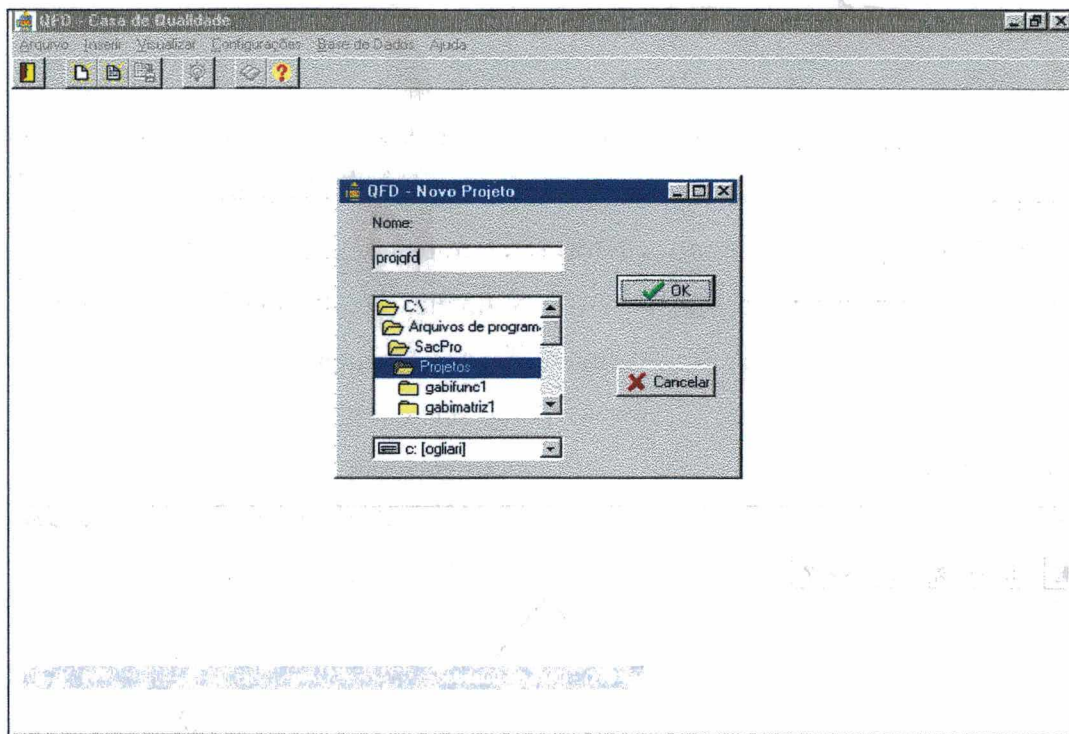 QFD - Casa de Qualidade
Arquivo Inserir Visualizar Configurações Base de Dados Ajuda
QFD - Novo Projeto
Nome:
projqfd
OK
C:\
Arquivos de program
SacPro
Projetos
gabifunc1
gabimatriz1
Cancelar
c: [ogliari]